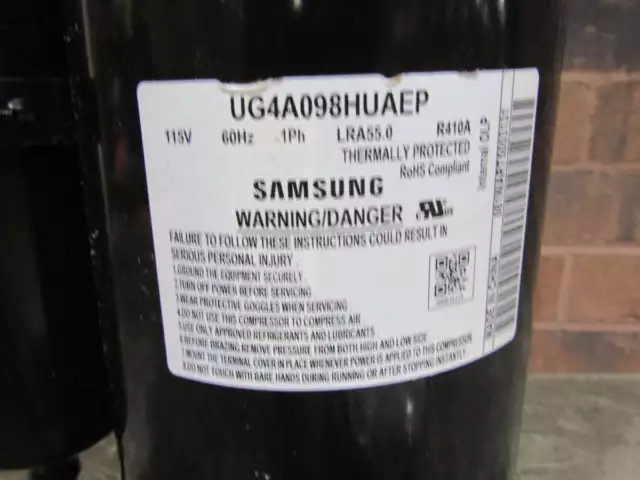 UG4A098HUAEP
115V 60Hz 1Ph LRA55.0 R410A
THERMALLY PROTECTED
RoHS Compliant
SAMSUNG
WARNING/DANGER
FAILURE TO FOLLOW THESE INSTRUCTIONS COULD RESULT IN
SERIOUS PERSONAL INJURY
1.GROUND THE EQUIPMENT SECURELY
2.TURN OFF POWER BEFORE SERVICING
3.WEAR PROTECTIVE GOGGLES WHEN SERVICING
4.DO NOT USE THIS COMPRESSOR TO COMPRESS AIR
5.USE ONLY APPROVED REFRIGERANTS AND LUBRICANTS
6.BEFORE BRAZING REMOVE PRESSURE FROM BOTH HIGH AND LOW SIDE
7.MOUNT THE TERMINAL COVER IN PLACE WHENEVER POWER IS APPLIED TO THIS COMPRESSOR
8.DO NOT TOUCH WITH BARE HANDS DURING RUNNING OR AFTER STOPPING INSTANTLY
Internal OLP
MADE IN CHINA